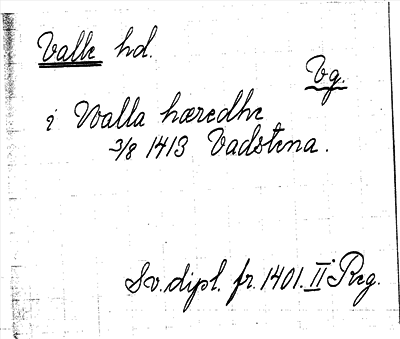 Valle hd.
Vg.
i Walla hæredhe
3/8 1413 Vadstena.
Sv. dipl. fr. 1401. II Reg.